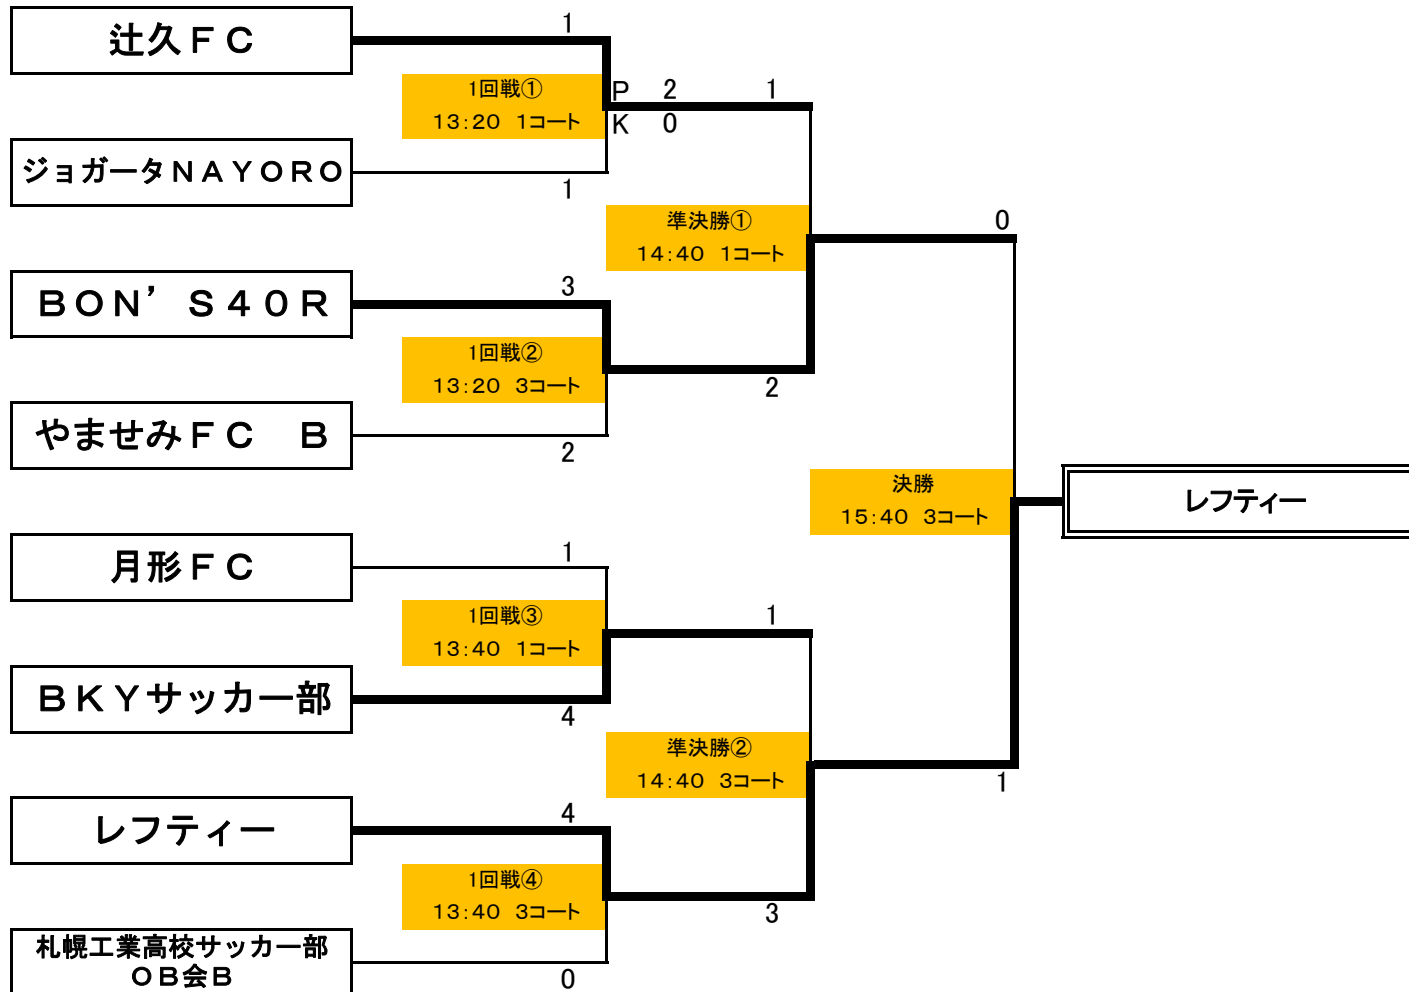 辻久ＦＣ
1
1回戦①
13:20 1コート
P 2
K 0
1
ジョガータＮＡＹＯＲＯ
1
準決勝①
14:40 1コート
0
ＢＯＮ’Ｓ４０Ｒ
3
1回戦②
13:20 3コート
2
やませみＦＣ　Ｂ
2
決勝
15:40 3コート
レフティー
月形ＦＣ
1
1回戦③
13:40 1コート
1
ＢＫＹサッカー部
4
準決勝②
14:40 3コート
1
レフティー
4
1回戦④
13:40 3コート
3
札幌工業高校サッカー部
ＯＢ会Ｂ
0